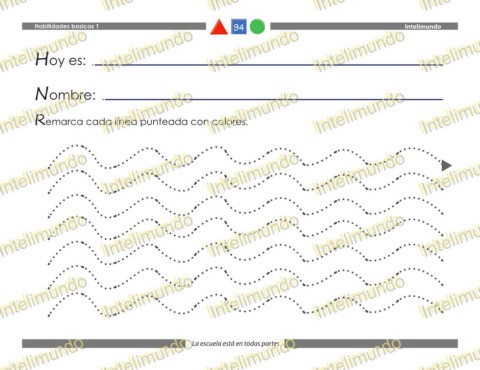 Habilidades basicas 1 94 Intelimundo
Hoy es:
Nombre:
Remarca cada línea punteada con colores.
La escuela está en todas partes
Intelimundo